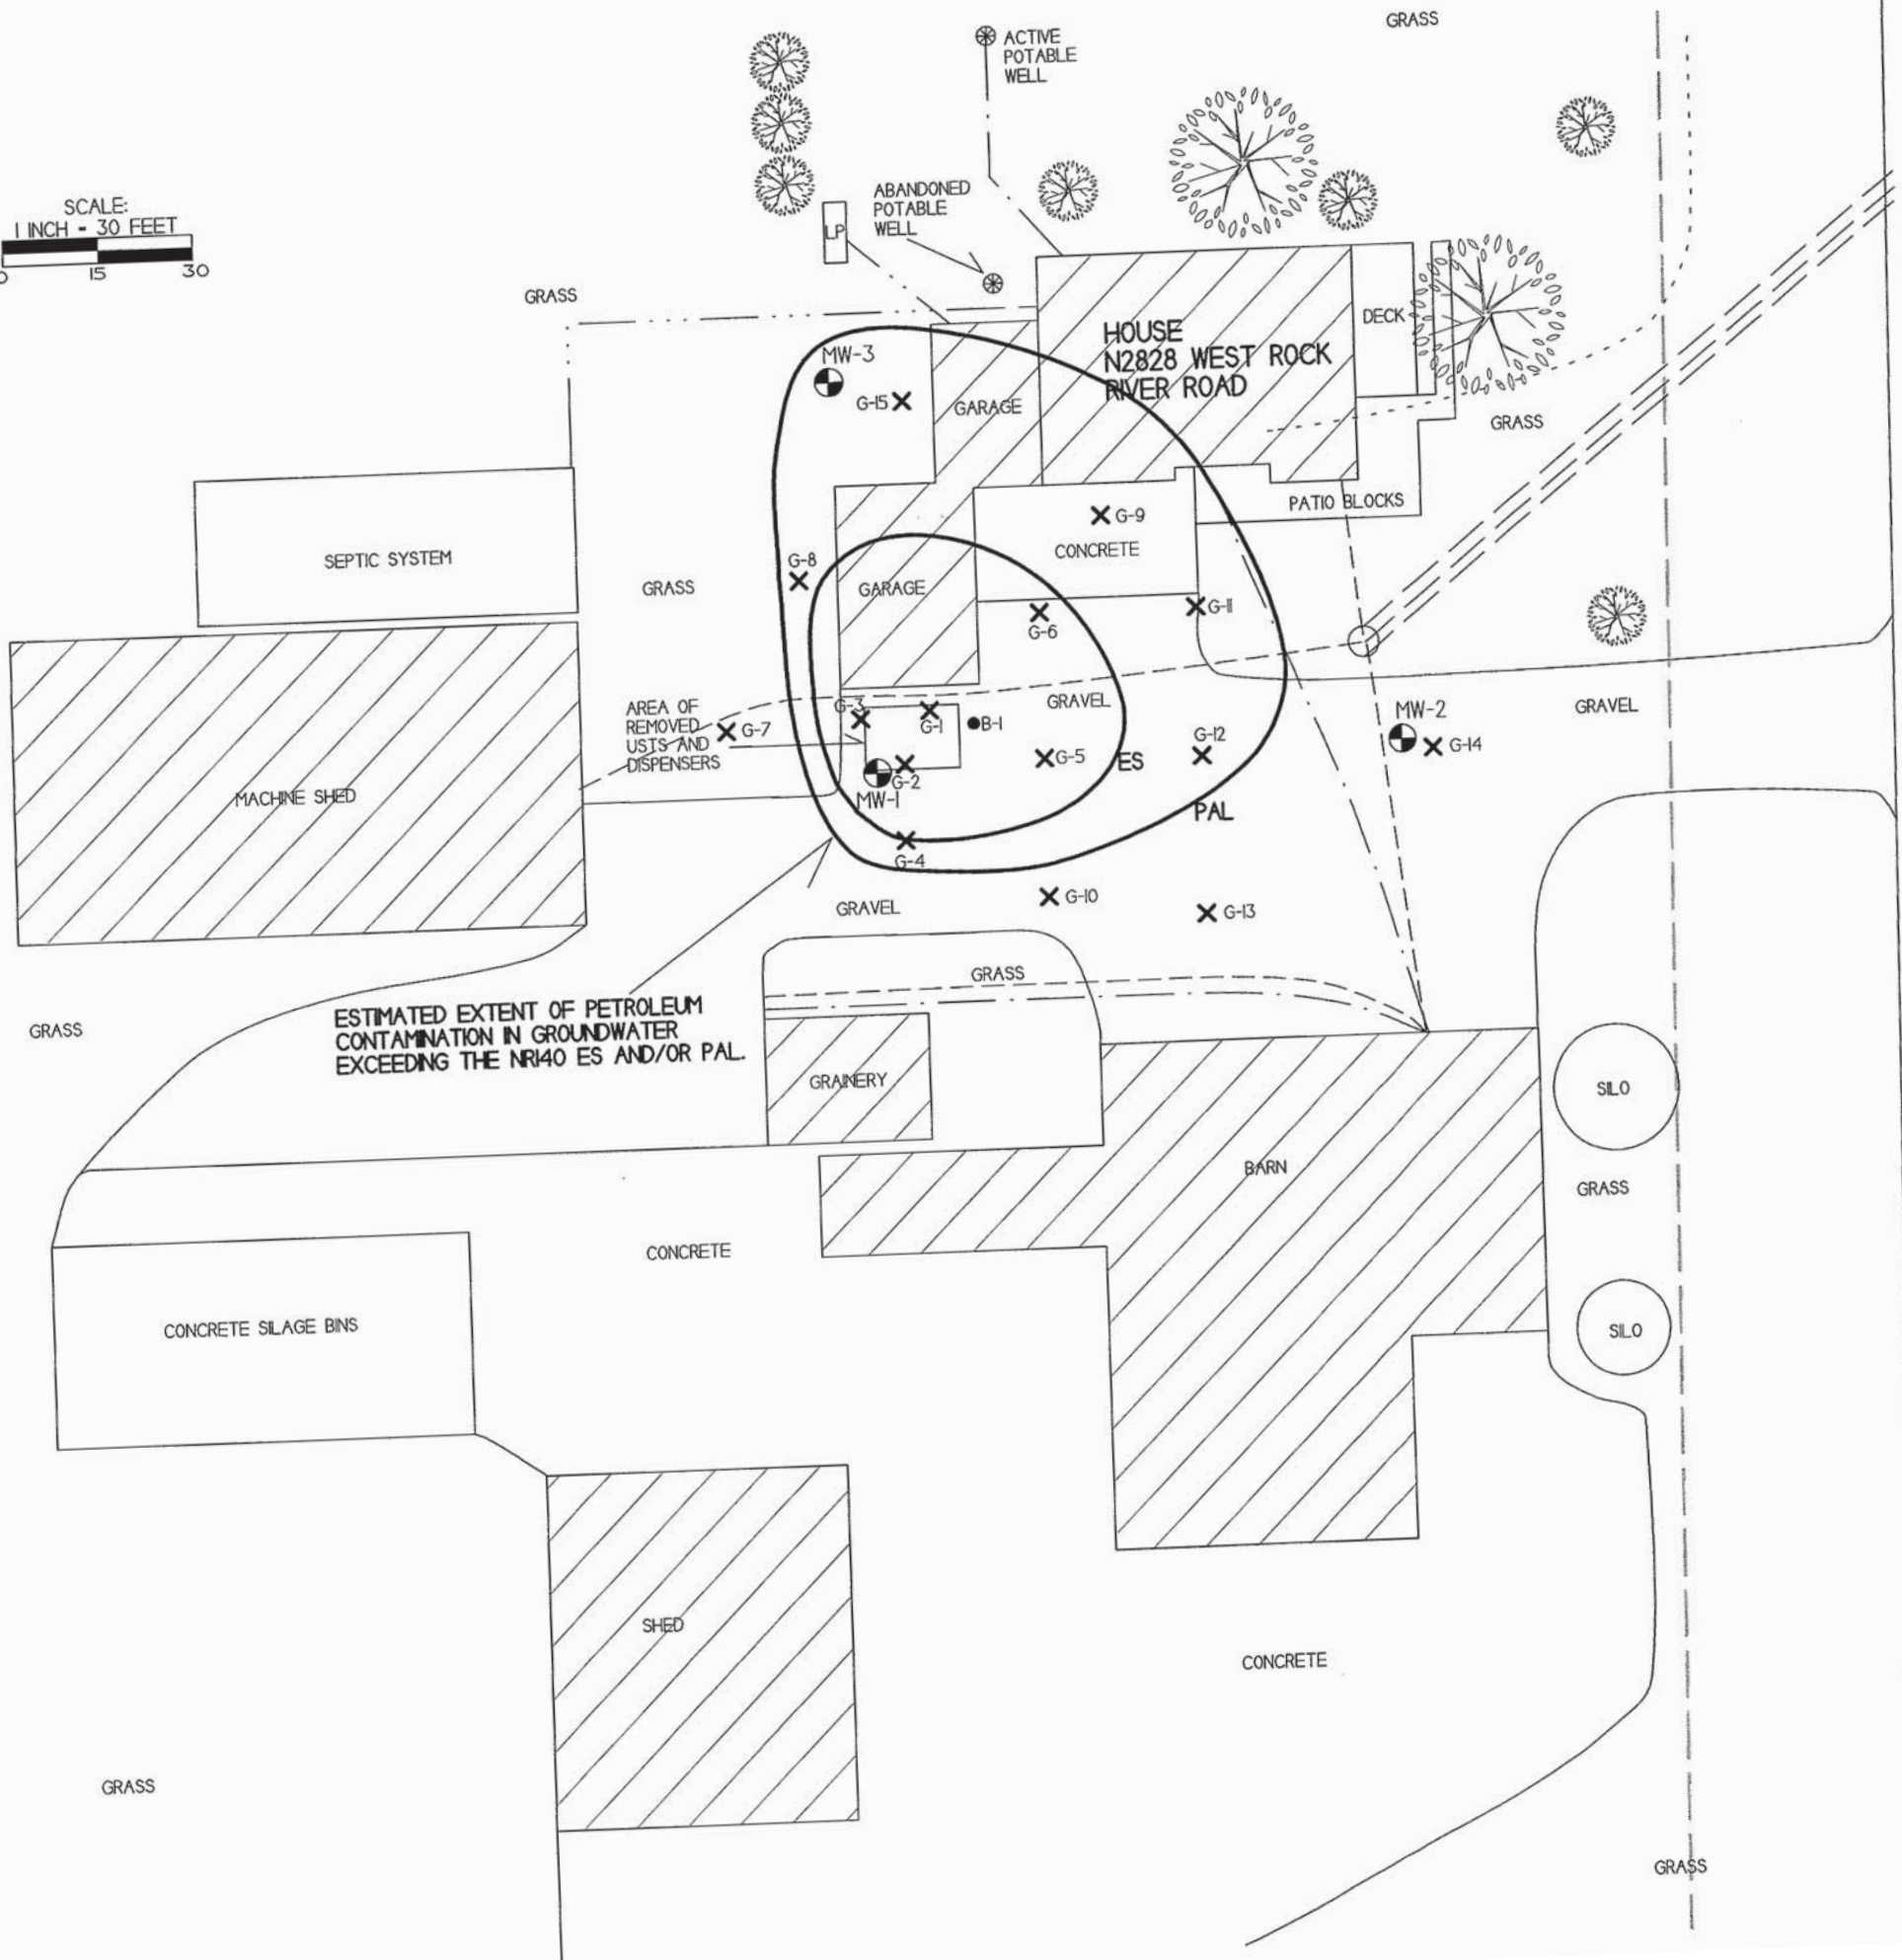 GRASS
ACTIVE
POTABLE
WELL
SCALE:
1 INCH = 30 FEET
0 15 30
ABANDONED
POTABLE
WELL
LP
GRASS
HOUSE
N2828 WEST ROCK
RIVER ROAD
DECK
MW-3
G-15
GARAGE
GRASS
PATIO BLOCKS
G-9
CONCRETE
SEPTIC SYSTEM
G-8
GRASS
GARAGE
G-11
G-6
AREA OF
REMOVED
USTS AND
DISPENSERS
G-7
G-3
G-1
B-1
GRAVEL
G-5
ES
G-12
MW-2
G-14
GRAVEL
G-2
MW-1
MACHINE SHED
PAL
G-4
G-10
G-13
GRAVEL
GRASS
ESTIMATED EXTENT OF PETROLEUM
CONTAMINATION IN GROUNDWATER
EXCEEDING THE NR140 ES AND/OR PAL.
GRASS
GRAINERY
SILO
BARN
GRASS
CONCRETE
CONCRETE SILAGE BINS
SILO
SHED
CONCRETE
GRASS
GRASS